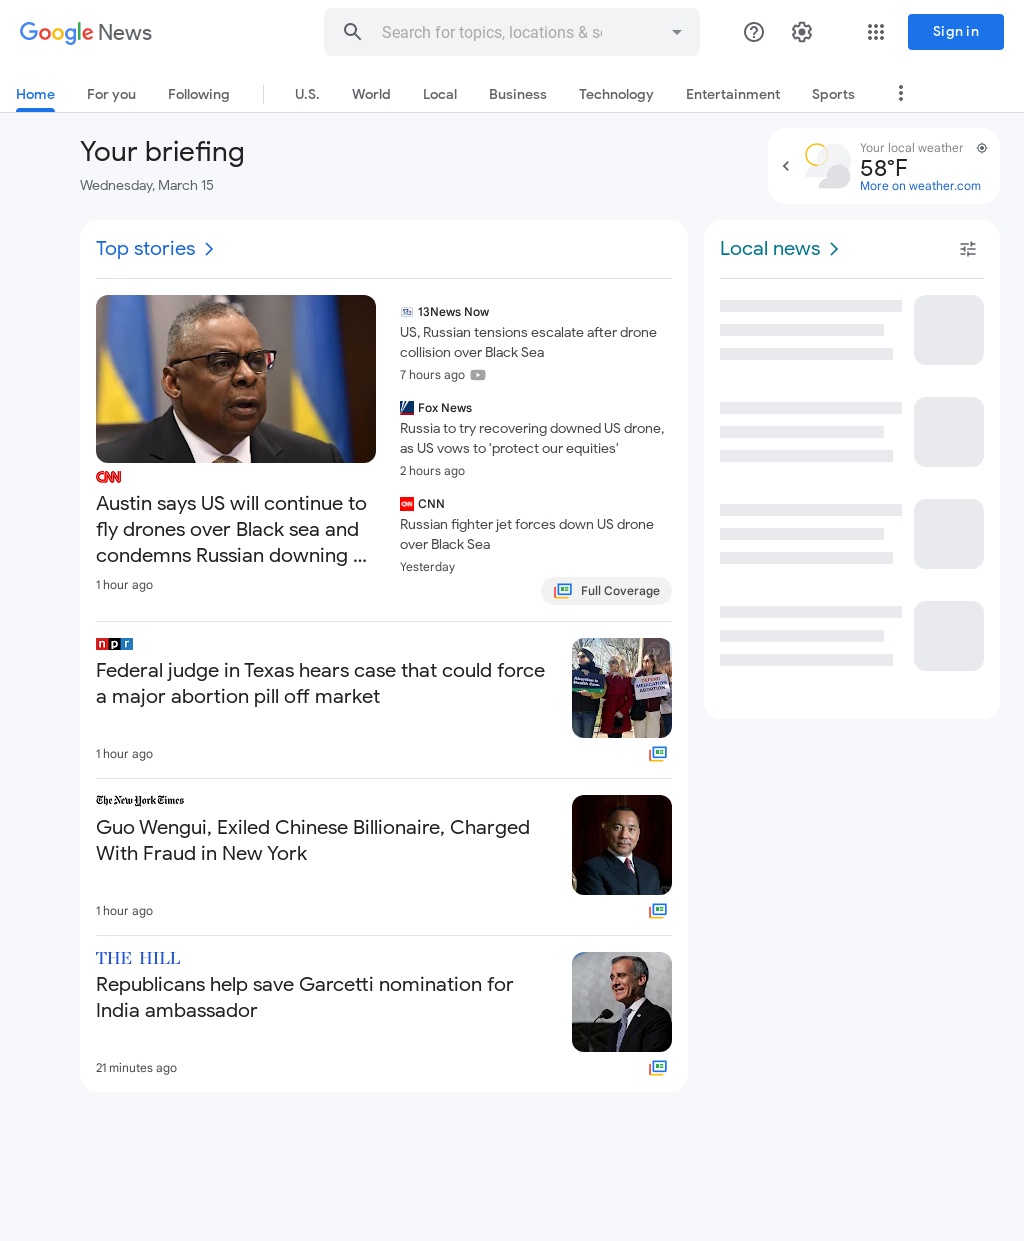 Google News
Search for topics, locations & s
Sign in
Home
For you
Following
U.S.
World
Local
Business
Technology
Entertainment
Sports
Your briefing
Wednesday, March 15
Your local weather
58°F
More on weather.com
Top stories
CNN
Austin says US will continue to
fly drones over Black sea and
condemns Russian downing ...
1 hour ago
13News Now
US, Russian tensions escalate after drone
collision over Black Sea
7 hours ago
Fox News
Russia to try recovering downed US drone,
as US vows to 'protect our equities'
2 hours ago
CNN
CNN
Russian fighter jet forces down US drone
over Black Sea
Yesterday
Full Coverage
npr
Federal judge in Texas hears case that could force
a major abortion pill off market
1 hour ago
Abortion Is
Health Care.
DEFEND
MEDICATION
ABORTION
The New York Times
Guo Wengui, Exiled Chinese Billionaire, Charged
With Fraud in New York
1 hour ago
THE HILL
Republicans help save Garcetti nomination for
India ambassador
21 minutes ago
Local news